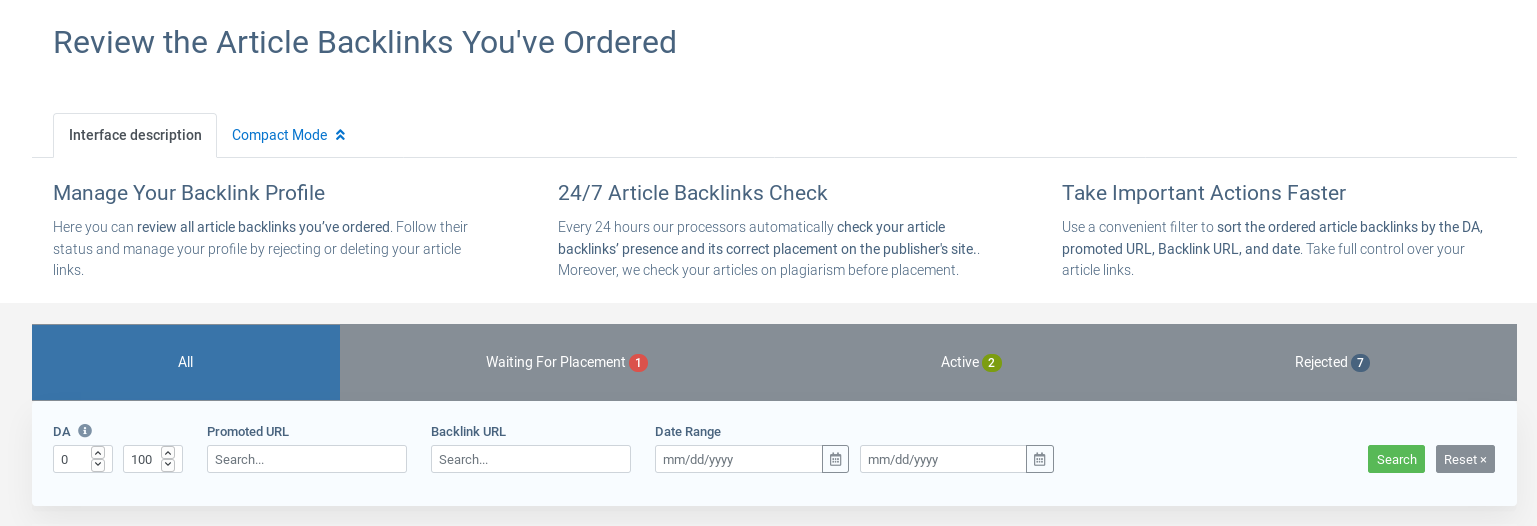 Review the Article Backlinks You've Ordered
Interface description
Compact Mode
Manage Your Backlink Profile
Here you can review all article backlinks you’ve ordered. Follow their
status and manage your profile by rejecting or deleting your article
links.
24/7 Article Backlinks Check
Every 24 hours our processors automatically check your article
backlinks’ presence and its correct placement on the publisher's site..
Moreover, we check your articles on plagiarism before placement.
Take Important Actions Faster
Use a convenient filter to sort the ordered article backlinks by the DA,
promoted URL, Backlink URL, and date. Take full control over your
article links.
All
Waiting For Placement 1
Active 2
Rejected 7
DA
Promoted URL
Backlink URL
Date Range
0
100
Search...
Search...
mm/dd/yyyy
mm/dd/yyyy
Search
Reset ×